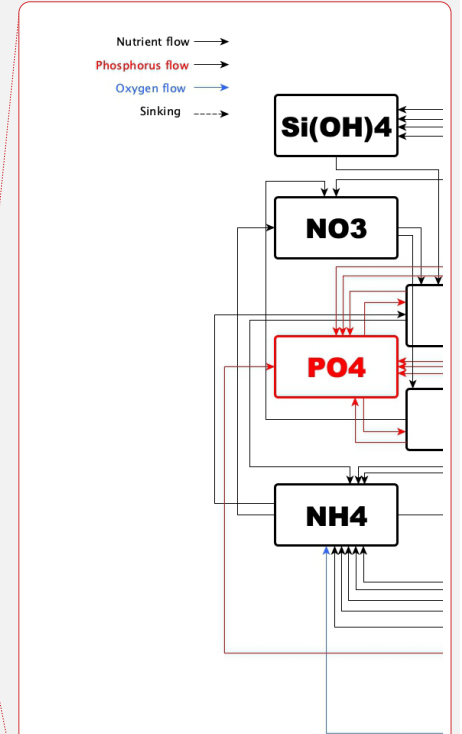 Nutrient flow
Phosphorus flow
Oxygen flow
Sinking
Si(OH)4
NO3
PO4
NH4